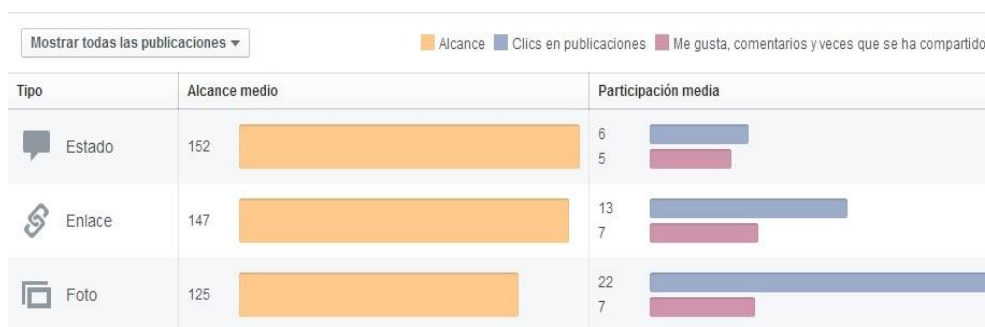 Mostrar todas las publicaciones
Alcance Clics en publicaciones Me gusta, comentarios y veces que se ha compartido
Tipo Alcance medio Participación media
Estado 152 6
5
Enlace 147 13
7
Foto 125 22
7